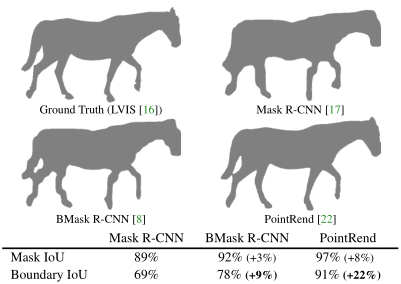 Ground Truth (LVIS [16])
Mask R-CNN [17]
BMask R-CNN [8]
PointRend [22]
Mask R-CNN BMask R-CNN PointRend
Mask IoU 89% 92% (+3%) 97% (+8%)
Boundary IoU 69% 78% (+9%) 91% (+22%)